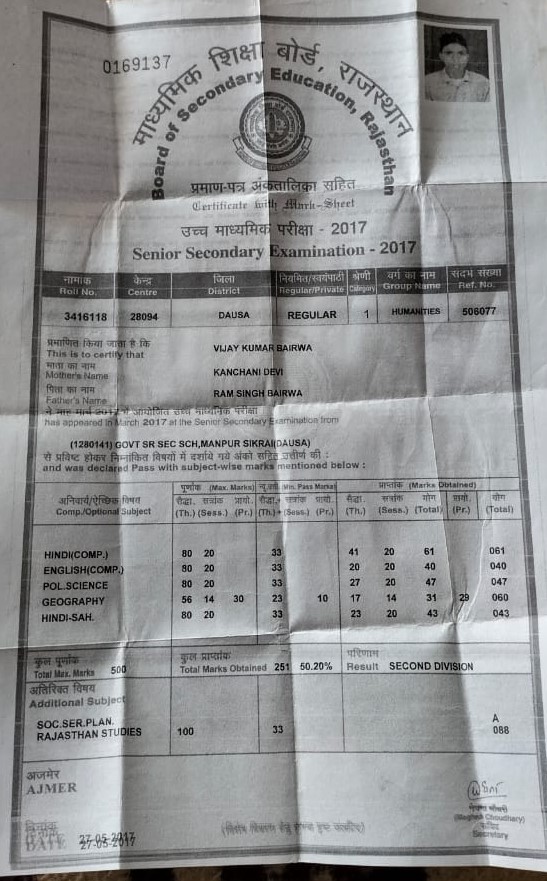 0169137
माध्यमिक शिक्षा बोर्ड, राजस्थान
Board of Secondary Education, Rajasthan
प्रमाण-पत्र अंकतालिका सहित
Certificate with Mark-Sheet
उच्च माध्यमिक परीक्षा - 2017
Senior Secondary Examination - 2017
नामांक केन्द्र जिला नियमित/स्वयंपाठी श्रेणी वर्ग का नाम संदर्भ संख्या
Roll No. Centre District Regular/Private Category Group Name Ref. No.
3416118 28094 DAUSA REGULAR 1 HUMANITIES 506077
प्रमाणित किया जाता है कि
This is to certify that VIJAY KUMAR BAIRWA
माता का नाम
Mother's Name KANCHANI DEVI
पिता का नाम
Father's Name RAM SINGH BAIRWA
ने माह मार्च 2017 में आयोजित उच्च माध्यमिक परीक्षा
has appeared in March 2017 at the Senior Secondary Examination from
(1280141) GOVT SR SEC SCH,MANPUR SIKRAI(DAUSA)
से प्रविष्ट होकर निम्नांकित विषयों में दर्शाये गये अंको सहित उत्तीर्ण की :
and was declared Pass with subject-wise marks mentioned below :
पूर्णांक (Max. Marks) (Min. Pass Marks) प्राप्तांक (Marks Obtained)
अनिवार्य/ऐच्छिक विषय सैद्धा. सत्रांक प्रायो. सैद्धा.+ सत्रांक प्रायो. सैद्धा. सत्रांक योग प्रायो. योग
Comp./Optional Subject (Th.) (Sess.) (Pr.) (Th.)+ (Sess.) (Pr.) (Th.) (Sess.) (Total) (Pr.) (Total)
HINDI(COMP.) 80 20 33 41 20 61 061
ENGLISH(COMP.) 80 20 33 20 20 40 040
POL.SCIENCE 80 20 33 27 20 47 047
GEOGRAPHY 56 14 30 23 10 17 14 31 29 060
HINDI-SAH. 80 20 33 23 20 43 043
कुल पूर्णांक कुल प्राप्तांक परिणाम
Total Max. Marks 500 Total Marks Obtained 251 50.20% Result SECOND DIVISION
अतिरिक्त विषय
Additional Subject
SOC.SER.PLAN. A
RAJASTHAN STUDIES 100 33 088
अजमेर
AJMER
(Meghna Choudhary)
सचिव
Secretary
दिनांक
DATE 27-05-2017